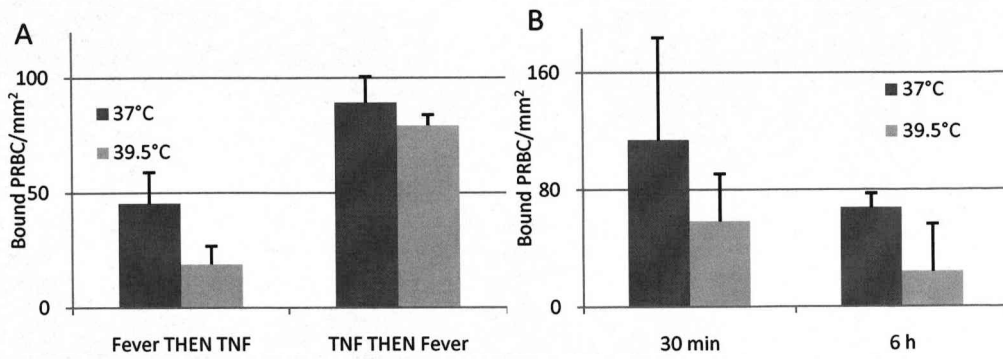 A
Bound PRBC/mm²
100
50
0
37°C
39.5°C
Fever THEN TNF
TNF THEN Fever
B
Bound PRBC/mm²
160
80
0
37°C
39.5°C
30 min
6 h